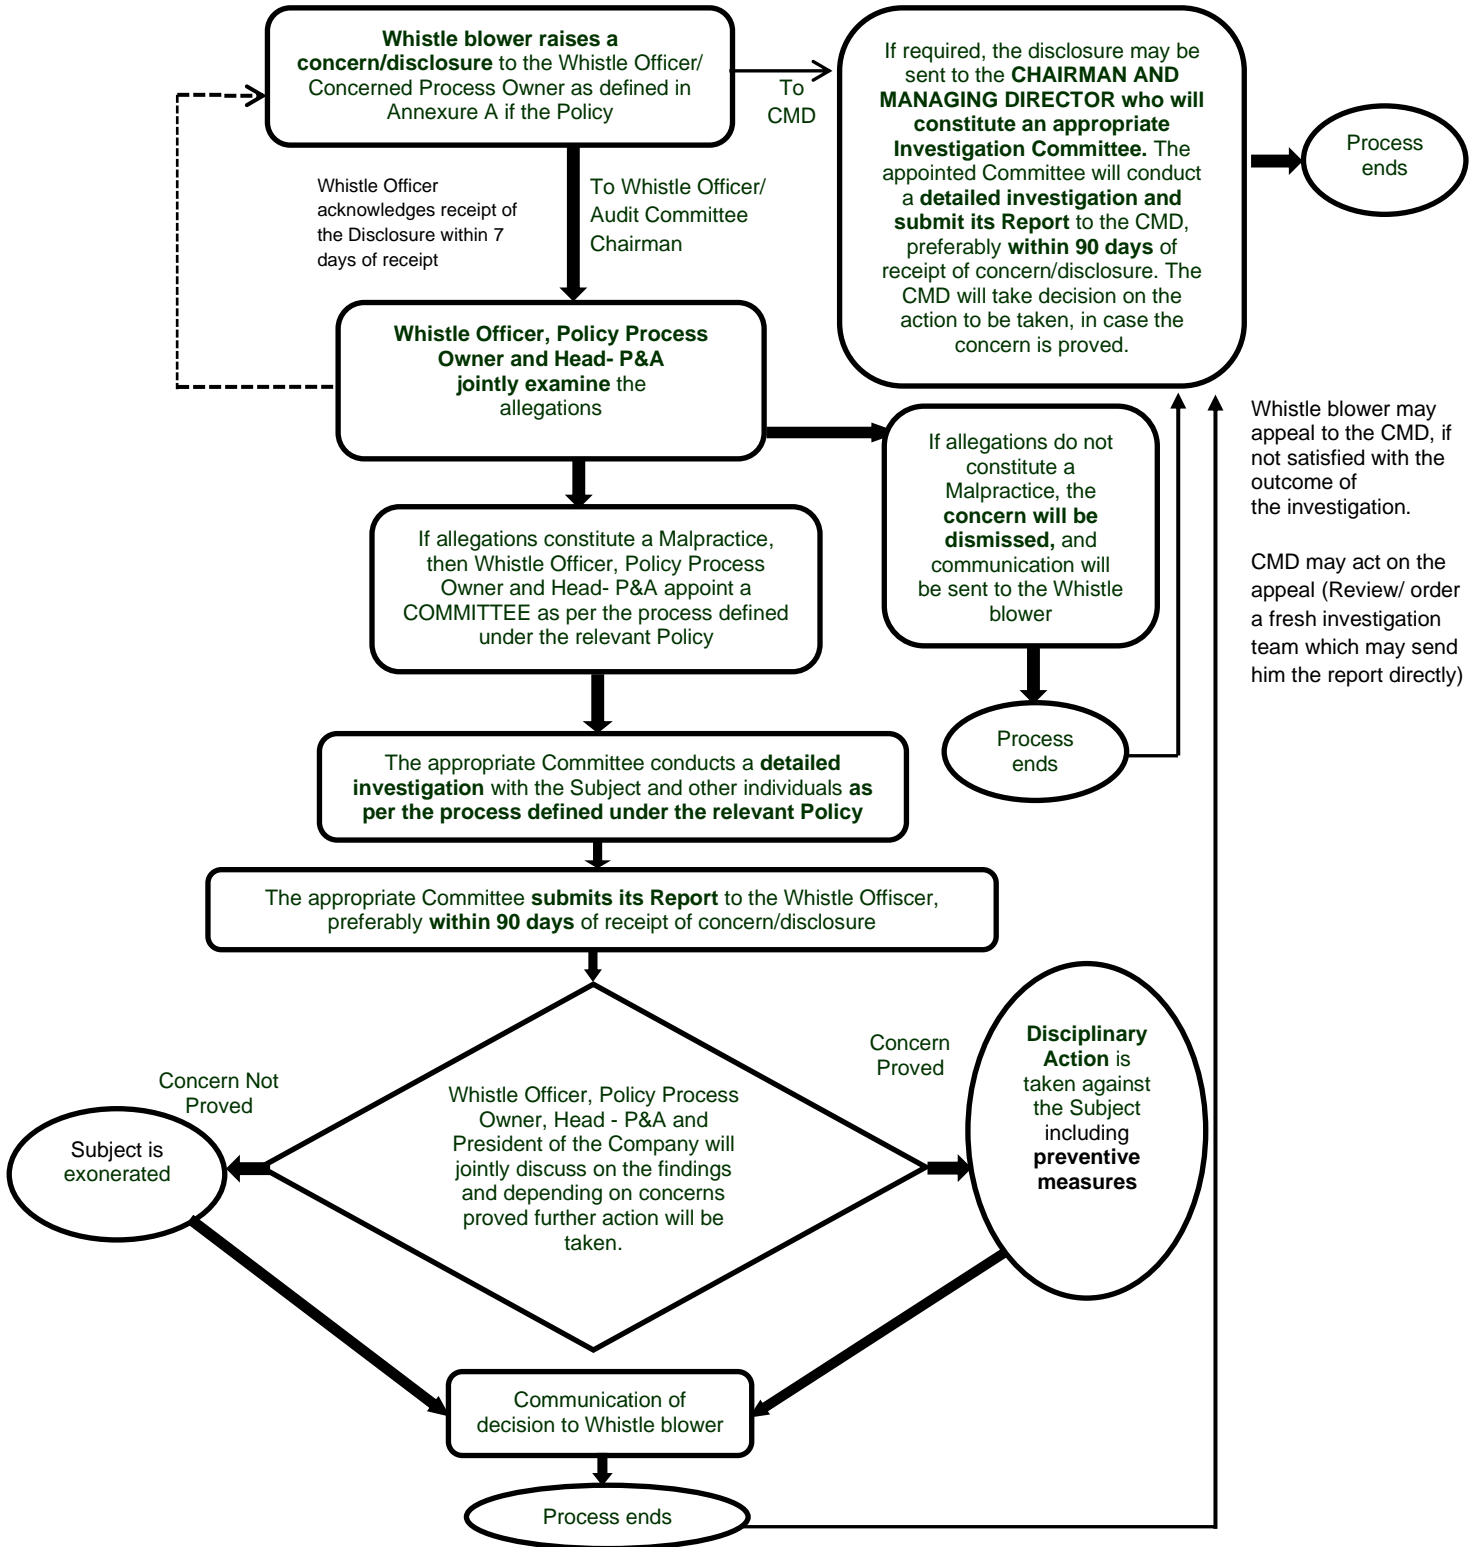 Whistle blower raises a
concern/disclosure to the Whistle Officer/
Concerned Process Owner as defined in
Annexure A if the Policy
To
CMD
If required, the disclosure may be
sent to the CHAIRMAN AND
MANAGING DIRECTOR who will
constitute an appropriate
Investigation Committee. The
appointed Committee will conduct
a detailed investigation and
submit its Report to the CMD,
preferably within 90 days of
receipt of concern/disclosure. The
CMD will take decision on the
action to be taken, in case the
concern is proved.
Process
ends
Whistle Officer
acknowledges receipt of
the Disclosure within 7
days of receipt
To Whistle Officer/
Audit Committee
Chairman
Whistle Officer, Policy Process
Owner and Head- P&A
jointly examine the
allegations
If allegations do not
constitute a
Malpractice, the
concern will be
dismissed, and
communication will
be sent to the Whistle
blower
Whistle blower may
appeal to the CMD, if
not satisfied with the
outcome of
the investigation.
CMD may act on the
appeal (Review/ order
a fresh investigation
team which may send
him the report directly)
If allegations constitute a Malpractice,
then Whistle Officer, Policy Process
Owner and Head- P&A appoint a
COMMITTEE as per the process defined
under the relevant Policy
Process
ends
The appropriate Committee conducts a detailed
investigation with the Subject and other individuals as
per the process defined under the relevant Policy
The appropriate Committee submits its Report to the Whistle Offiscer,
preferably within 90 days of receipt of concern/disclosure
Concern Not
Proved
Subject is
exonerated
Whistle Officer, Policy Process
Owner, Head - P&A and
President of the Company will
jointly discuss on the findings
and depending on concerns
proved further action will be
taken.
Concern
Proved
Disciplinary
Action is
taken against
the Subject
including
preventive
measures
Communication of
decision to Whistle blower
Process ends